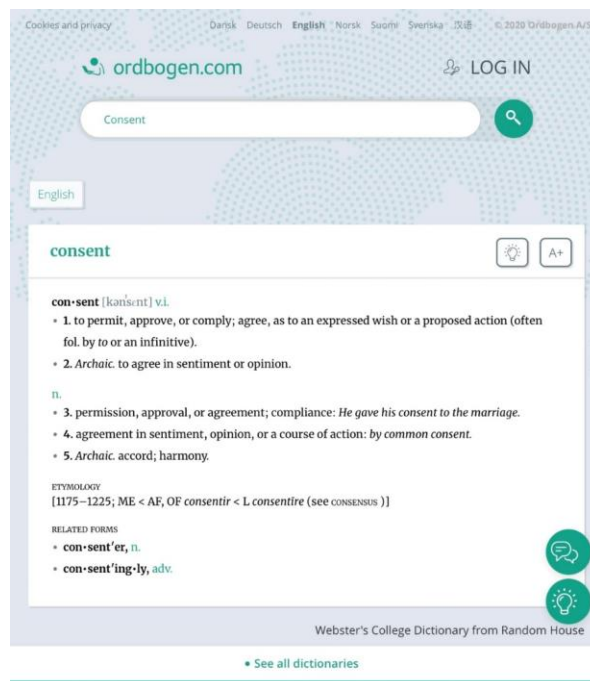 Cookies and privacy Dansk Deutsch English Norsk Suomi Svenska 汉语 © 2020 Ordbogen A/S
ordbogen.com LOG IN
Consent
English
consent A+
con•sent [kən'sɛnt] v.i.
• 1. to permit, approve, or comply; agree, as to an expressed wish or a proposed action (often
fol. by to or an infinitive).
• 2. Archaic. to agree in sentiment or opinion.
n.
• 3. permission, approval, or agreement; compliance: He gave his consent to the marriage.
• 4. agreement in sentiment, opinion, or a course of action: by common consent.
• 5. Archaic. accord; harmony.
ETYMOLOGY
[1175–1225; ME < AF, OF consentir < L consentīre (see CONSENSUS )]
RELATED FORMS
• con•sent′er, n.
• con•sent′ing•ly, adv.
Webster's College Dictionary from Random House
• See all dictionaries